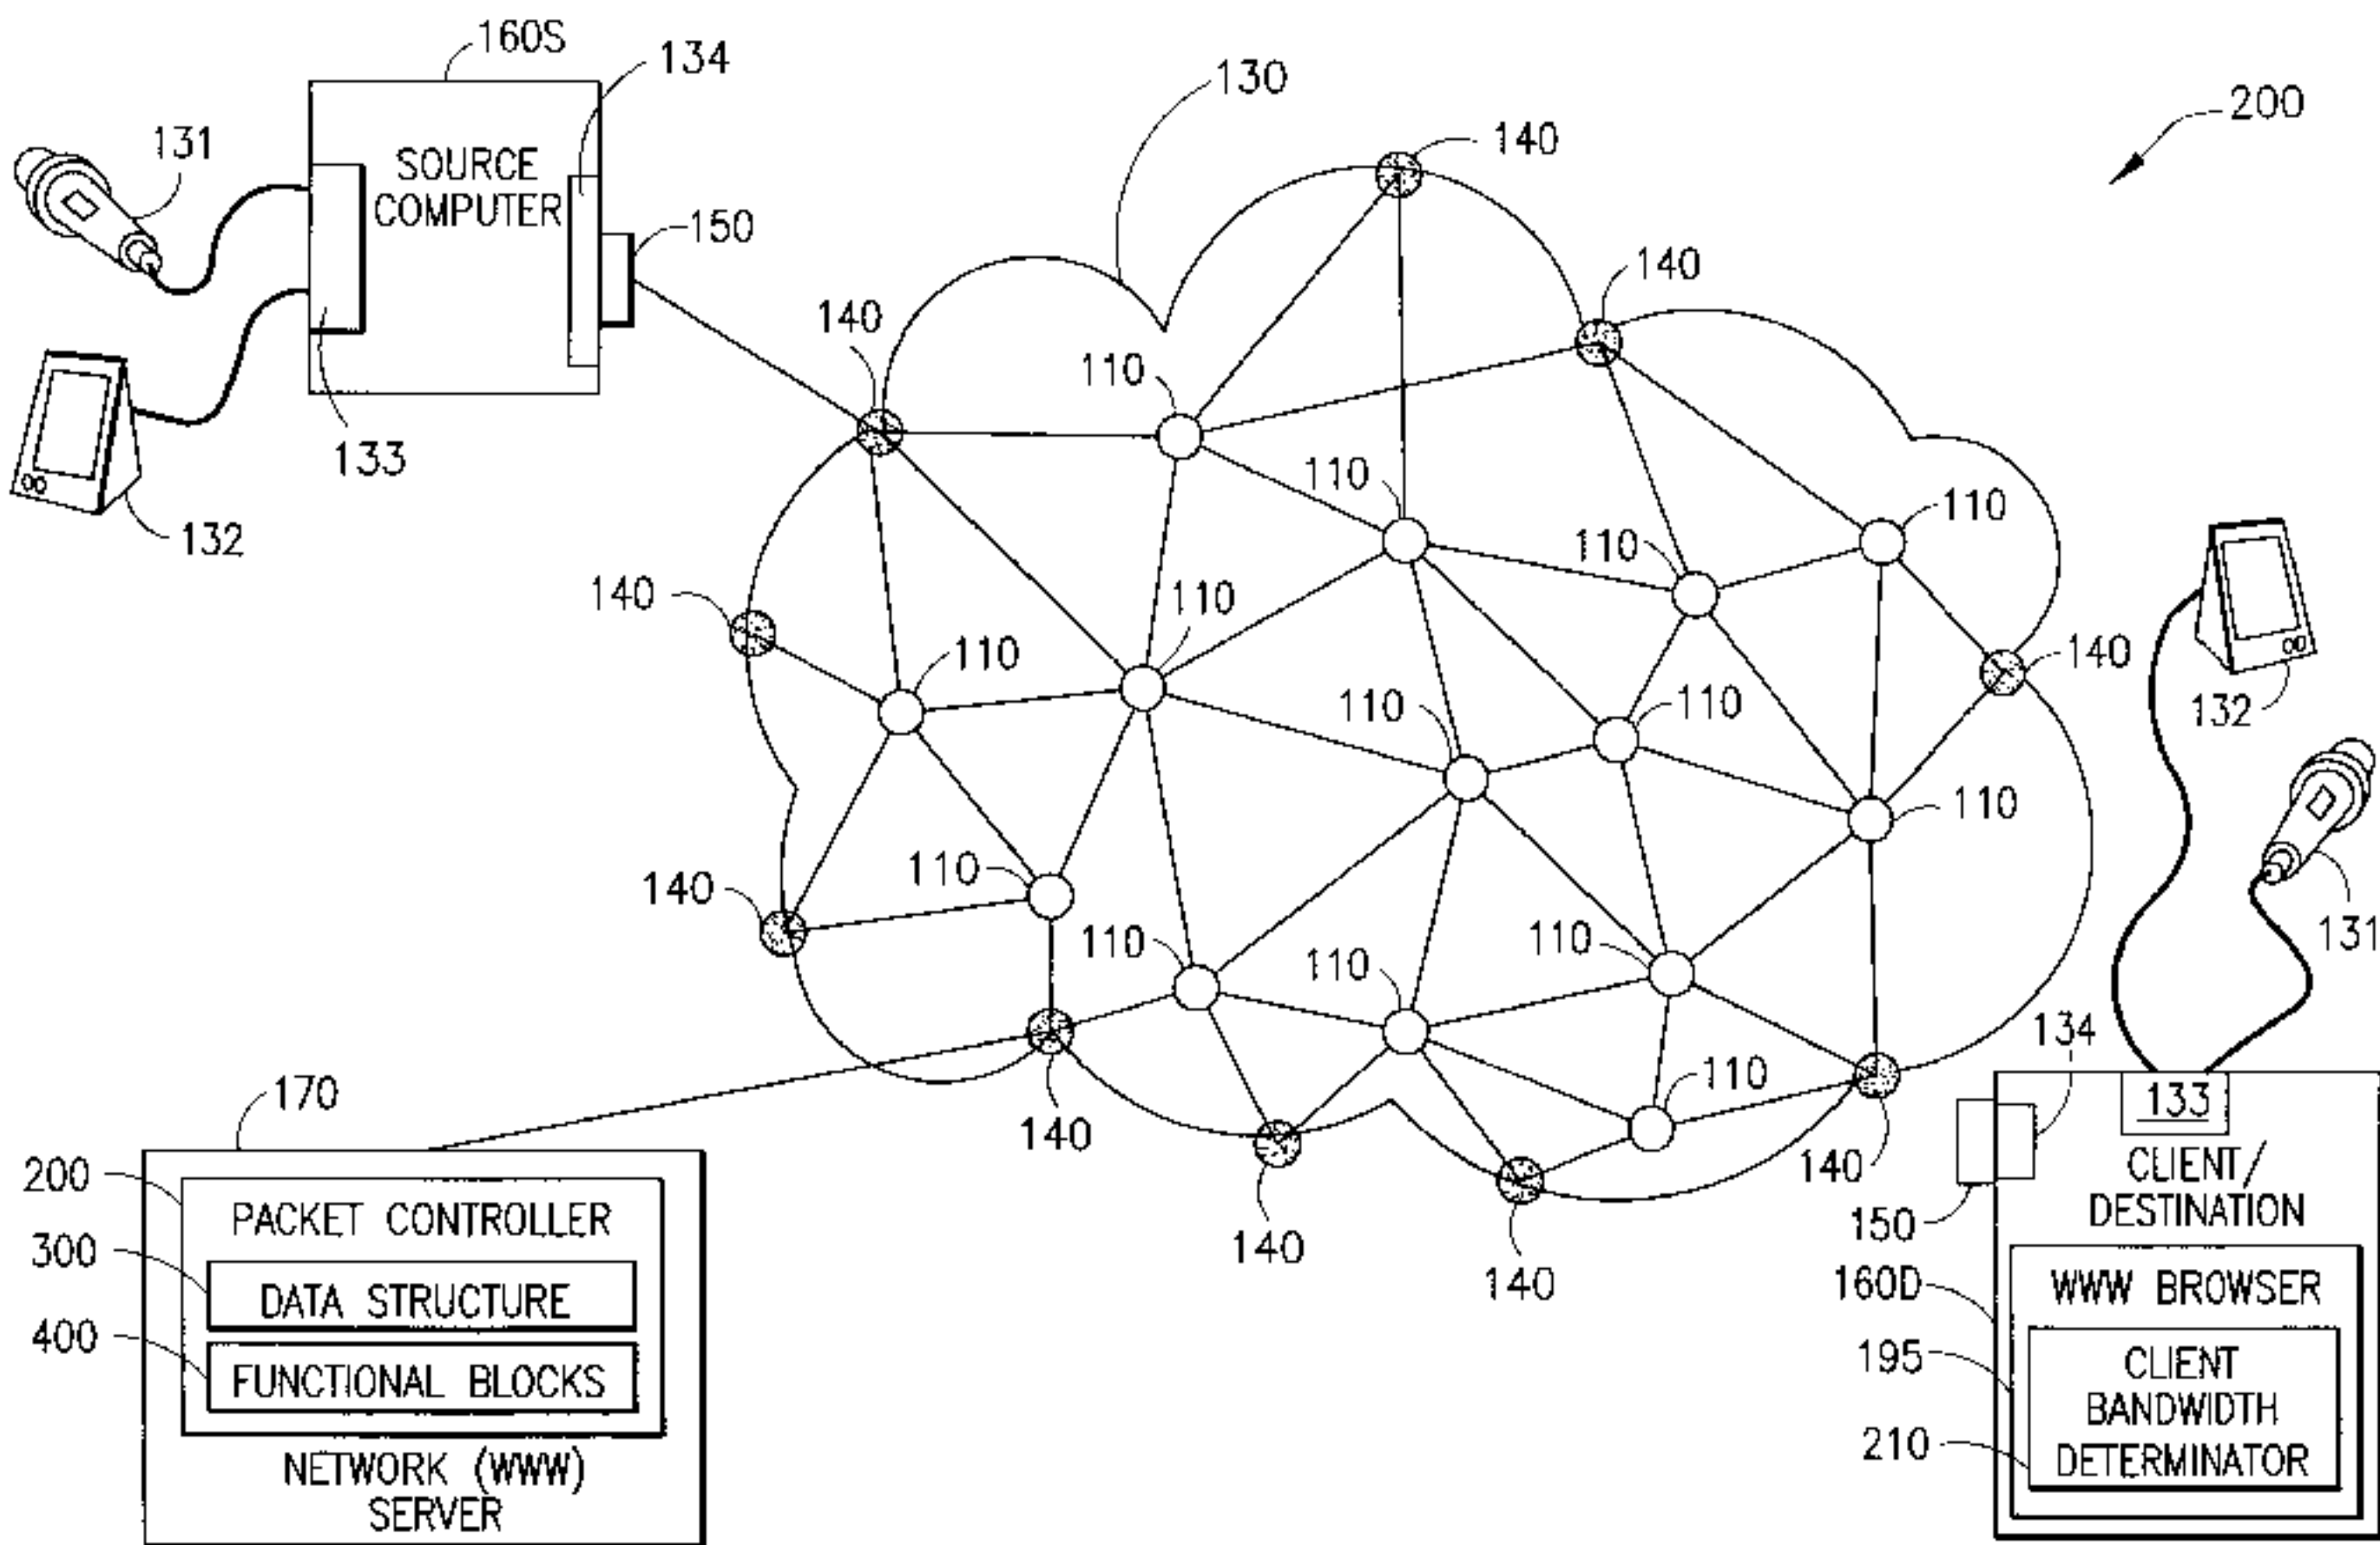 160S
134
131
SOURCE
COMPUTER
150
133
132
130
200
140
140
140
110
110
110
110
140
110
110
140
110
110
110
132
110
140
110
110
110
110
131
134
140
110
140
140
140
140
170
200
PACKET CONTROLLER
300
DATA STRUCTURE
400
FUNCTIONAL BLOCKS
NETWORK (WWW)
SERVER
133
150
CLIENT/
DESTINATION
160D
WWW BROWSER
195
CLIENT
BANDWIDTH
210
DETERMINATOR